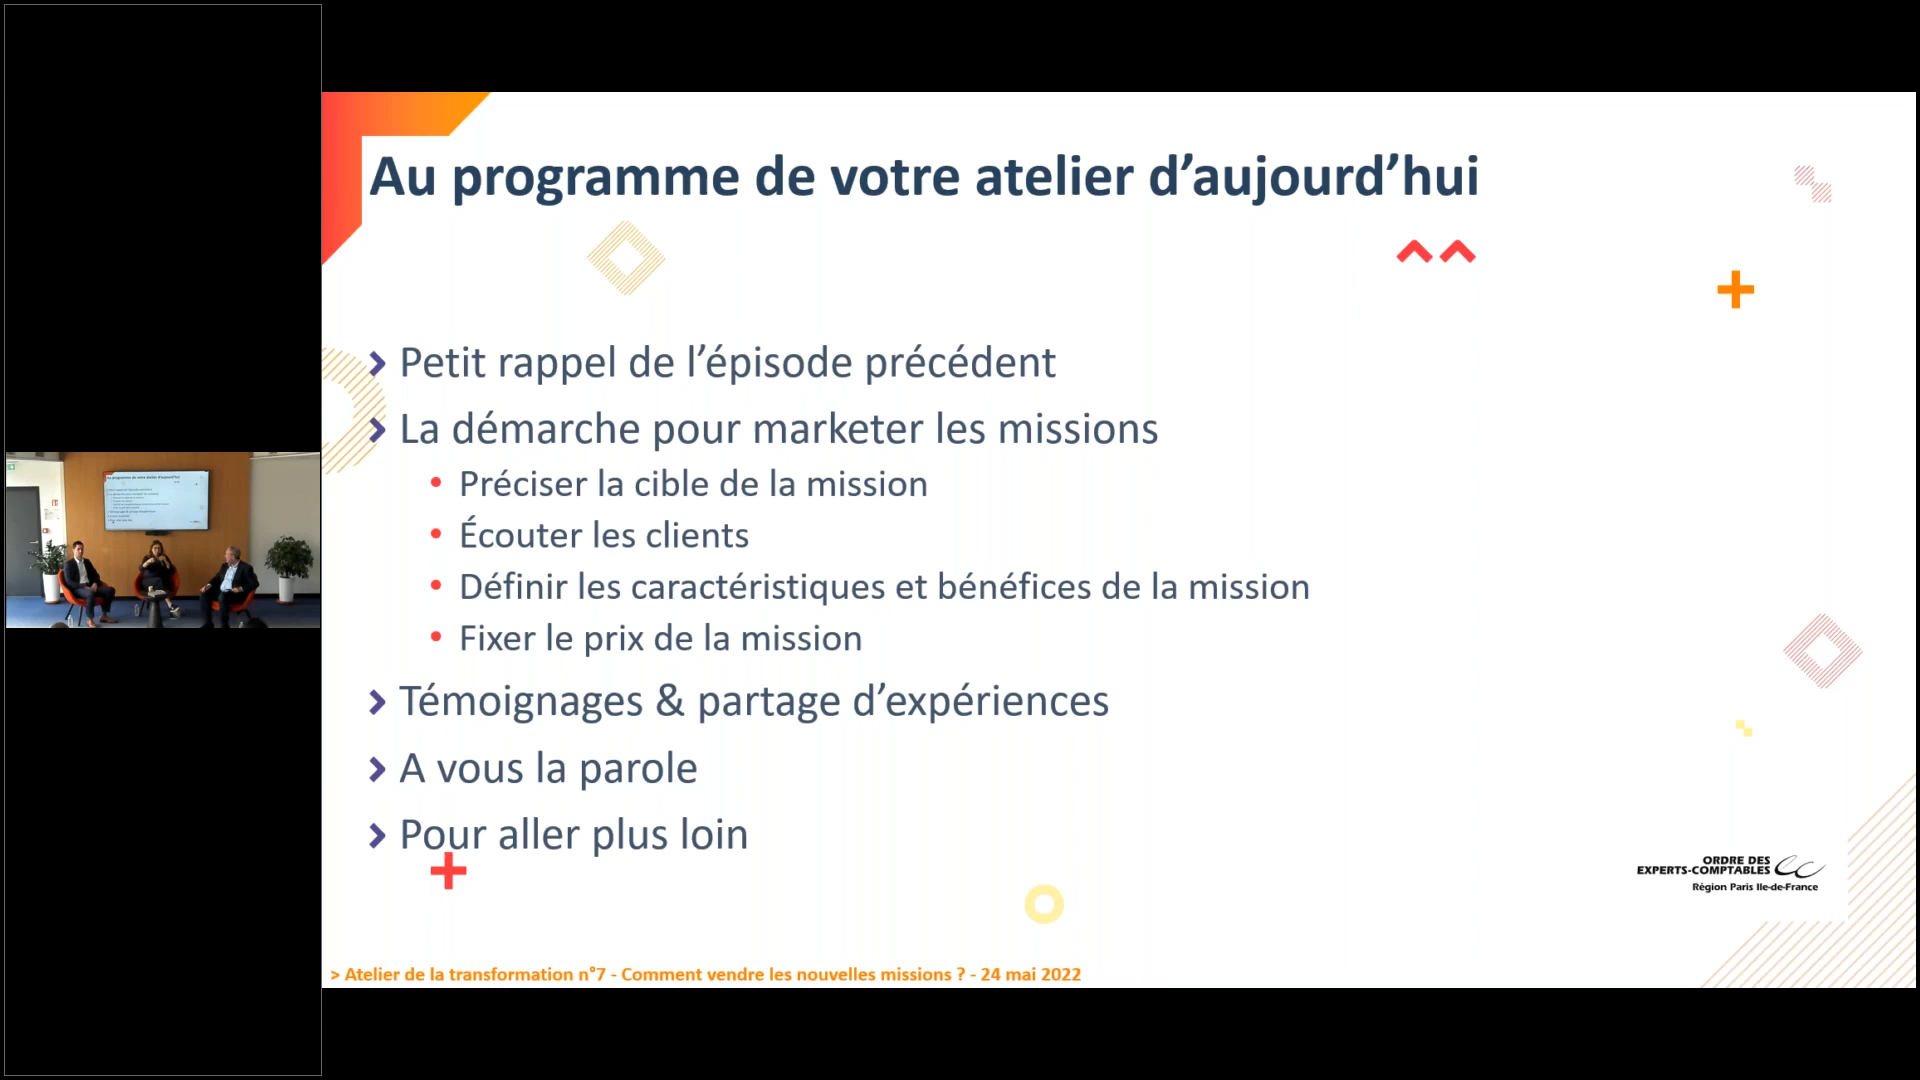 Au programme de votre atelier d’aujourd’hui
Petit rappel de l’épisode précédent
La démarche pour marketer les missions
Préciser la cible de la mission
Écouter les clients
Définir les caractéristiques et bénéfices de la mission
Fixer le prix de la mission
Témoignages & partage d’expériences
A vous la parole
Pour aller plus loin
ORDRE DES
EXPERTS-COMPTABLES
Région Paris Ile-de-France
> Atelier de la transformation n°7 - Comment vendre les nouvelles missions ? - 24 mai 2022